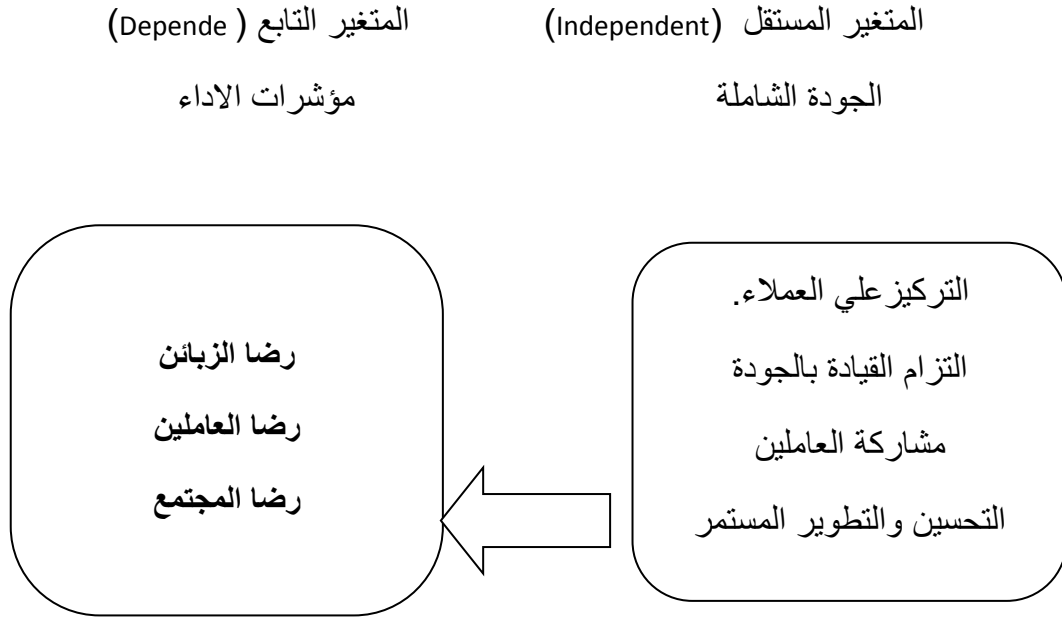 المتغير المستقل (Independent)
المتغير التابع ( Depende)
الجودة الشاملة
مؤشرات الاداء
التركيزعلي العملاء.
التزام القيادة بالجودة
مشاركة العاملين
التحسين والتطوير المستمر
رضا الزبائن
رضا العاملين
رضا المجتمع